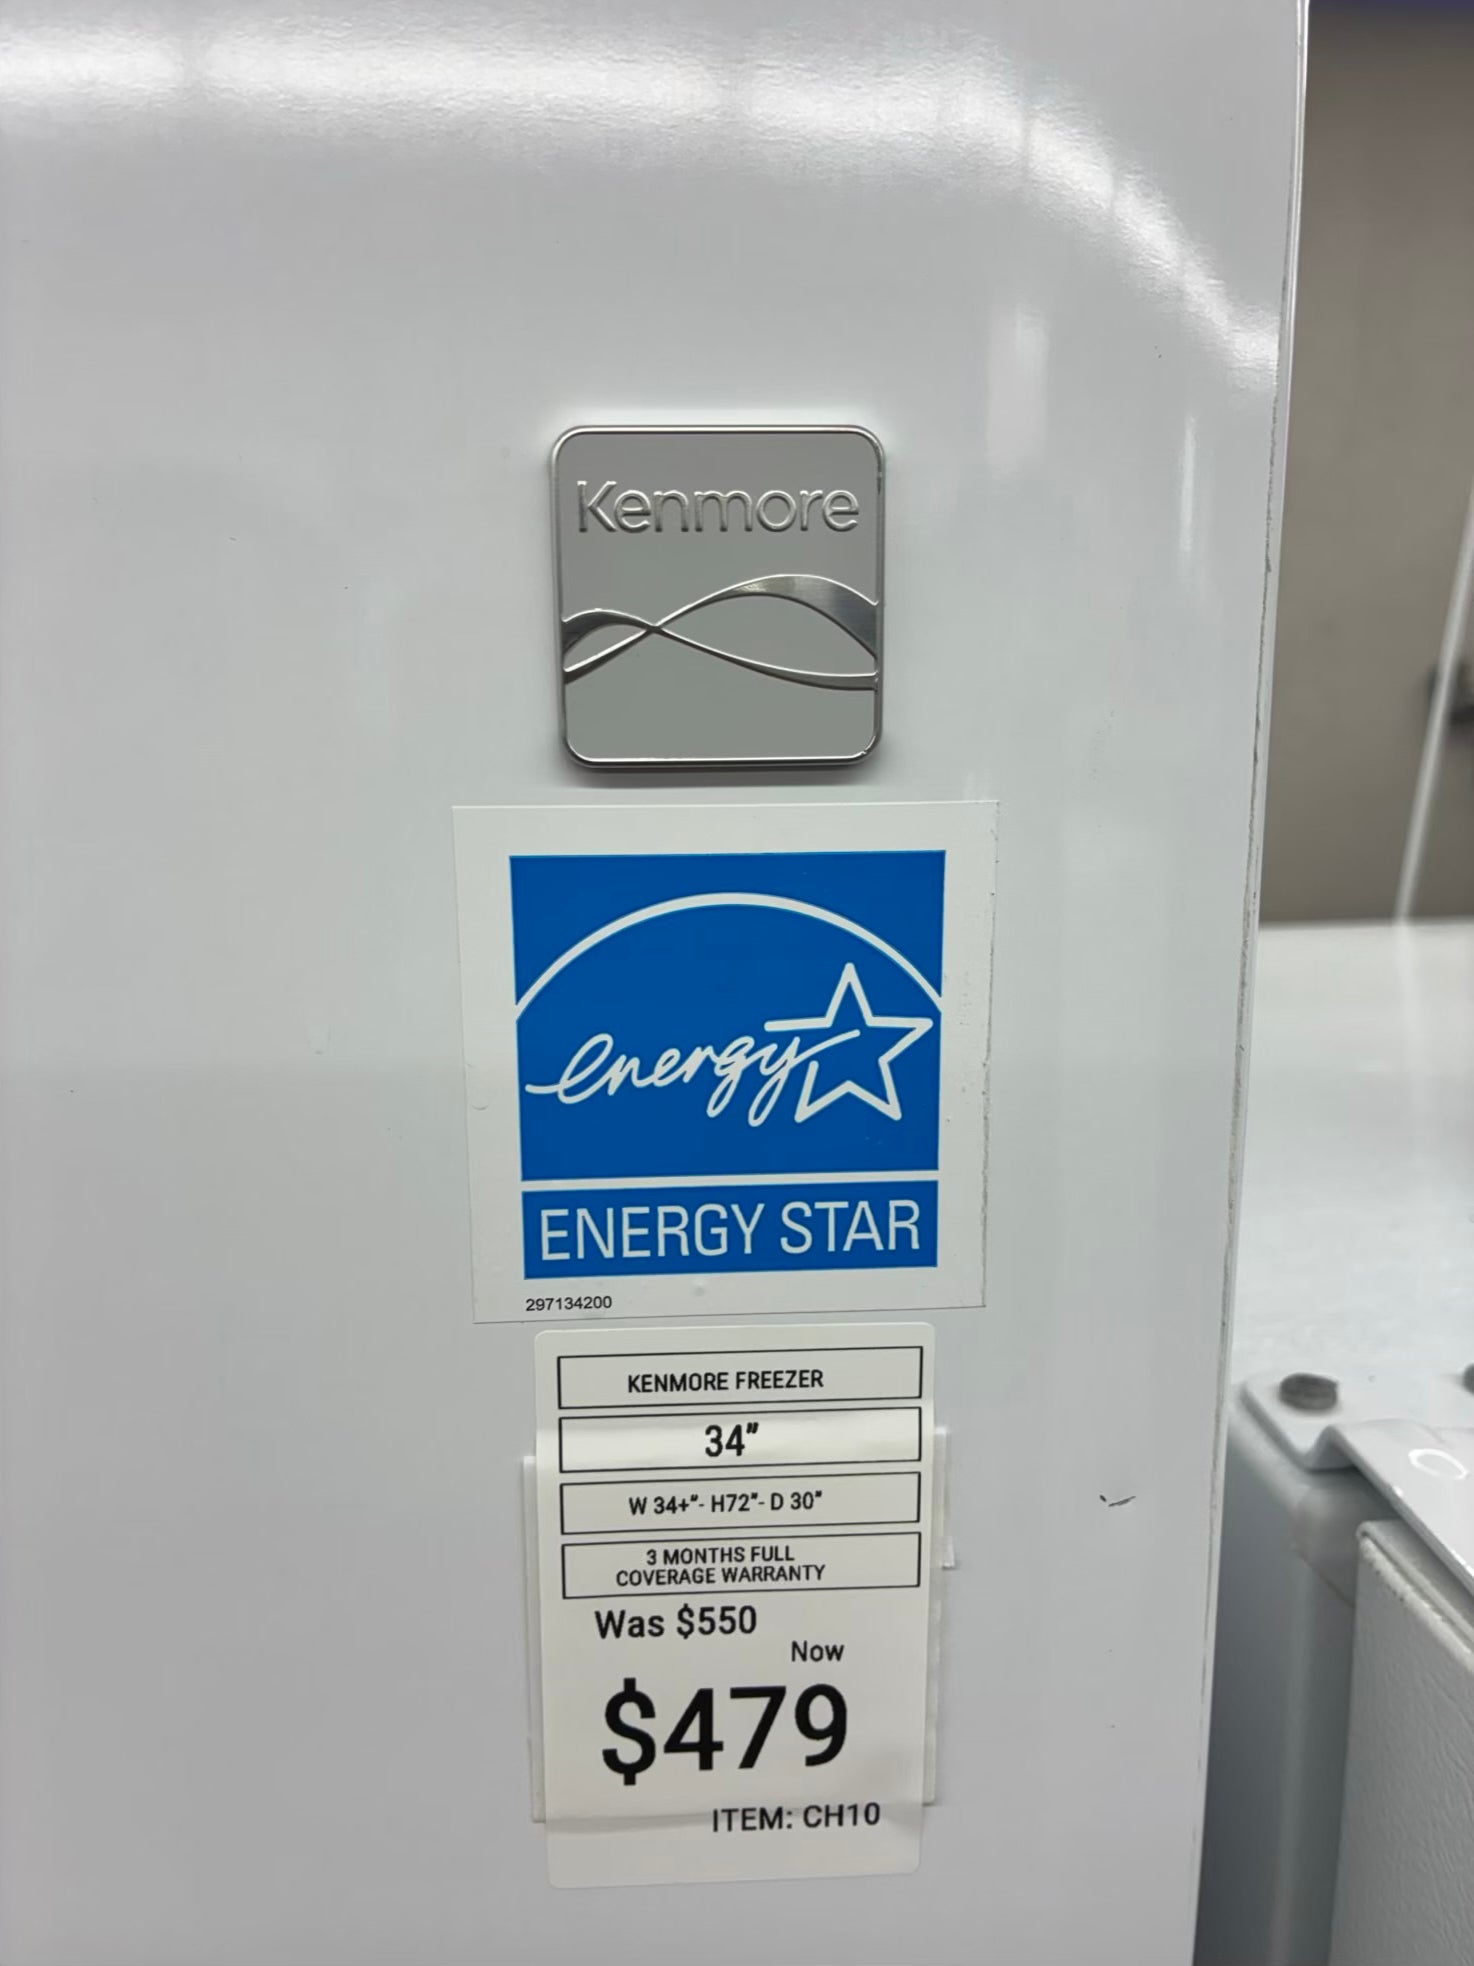 Kenmore
energy
ENERGY STAR
297134200
KENMORE FREEZER
34"
W 34+"- H72"- D 30"
3 MONTHS FULL
COVERAGE WARRANTY
Was $550
Now
$479
ITEM: CH10